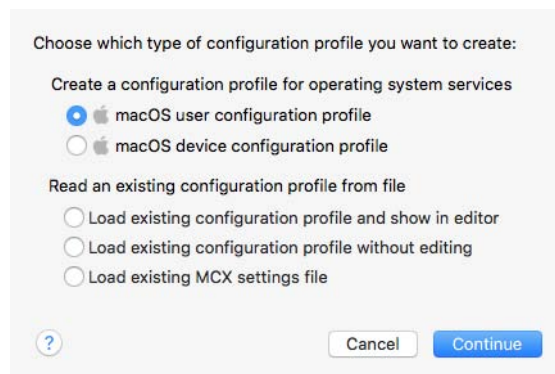 Choose which type of configuration profile you want to create:
Create a configuration profile for operating system services
macOS user configuration profile
macOS device configuration profile
Read an existing configuration profile from file
Load existing configuration profile and show in editor
Load existing configuration profile without editing
Load existing MCX settings file
? Cancel Continue